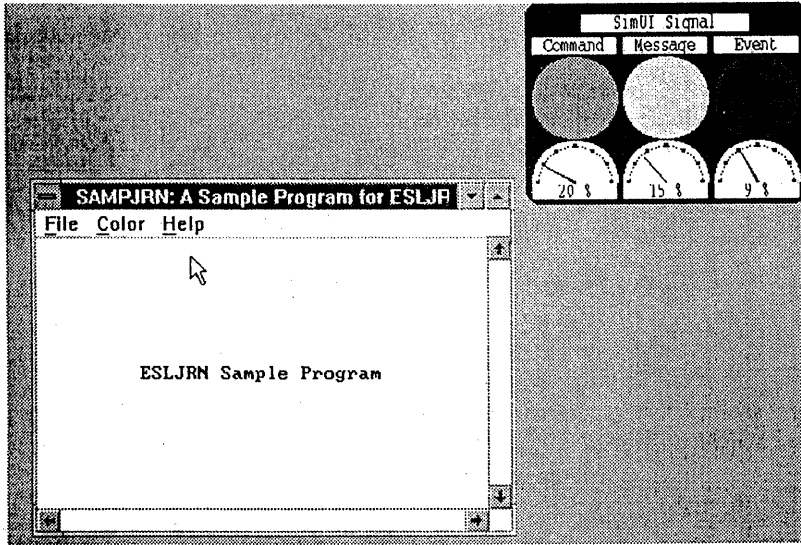 SimUI Signal
Command Message Event
20 % 15 % 9 %
SAMPJRN: A Sample Program for ESLJR
File Color Help
ESLJRN Sample Program